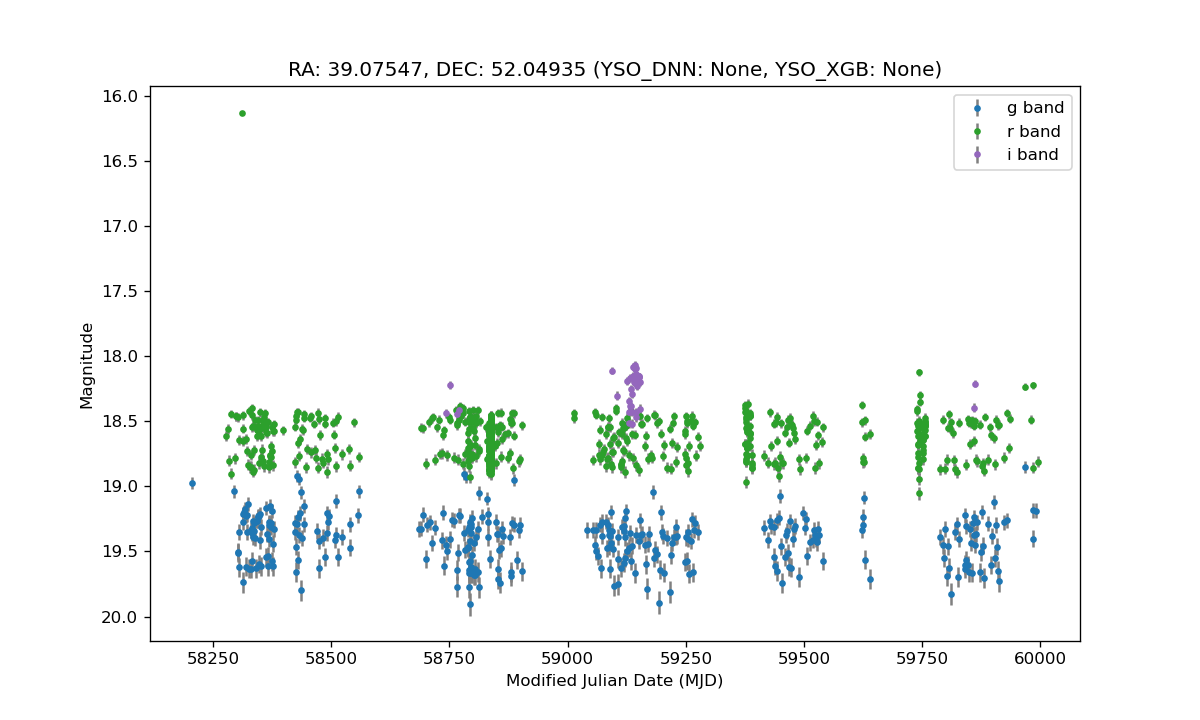 RA: 39.07547, DEC: 52.04935 (YSO_DNN: None, YSO_XGB: None)
g band
r band
i band
16.0
16.5
17.0
17.5
18.0
18.5
19.0
19.5
20.0
Magnitude
58250 58500 58750 59000 59250 59500 59750 60000
Modified Julian Date (MJD)